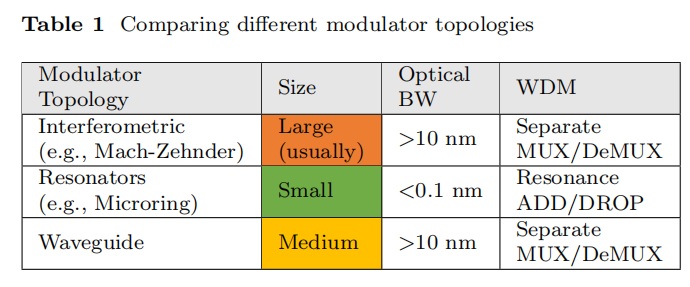 Table 1 Comparing different modulator topologies
Modulator Topology | Size | Optical BW | WDM
Interferometric (e.g., Mach-Zehnder) | Large (usually) | >10 nm | Separate MUX/DeMUX
Resonators (e.g., Microring) | Small | <0.1 nm | Resonance ADD/DROP
Waveguide | Medium | >10 nm | Separate MUX/DeMUX